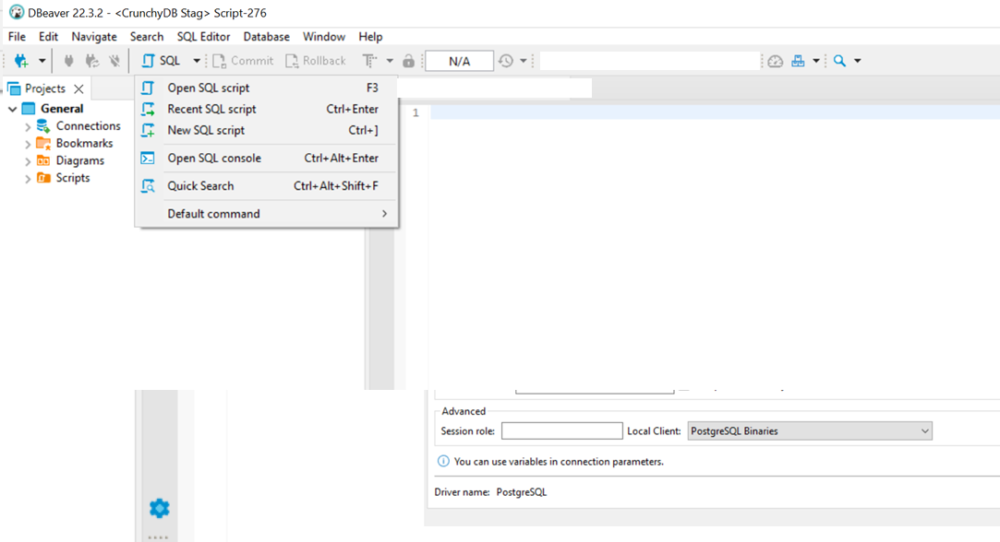 DBeaver 22.3.2 - <CrunchyDB Stag> Script-276
File Edit Navigate Search SQL Editor Database Window Help
SQL Commit Rollback N/A
Projects
General
Connections
Bookmarks
Diagrams
Scripts
Open SQL script F3
Recent SQL script Ctrl+Enter
New SQL script Ctrl+]
Open SQL console Ctrl+Alt+Enter
Quick Search Ctrl+Alt+Shift+F
Default command
1
Advanced
Session role: Local Client: PostgreSQL Binaries
You can use variables in connection parameters.
Driver name: PostgreSQL